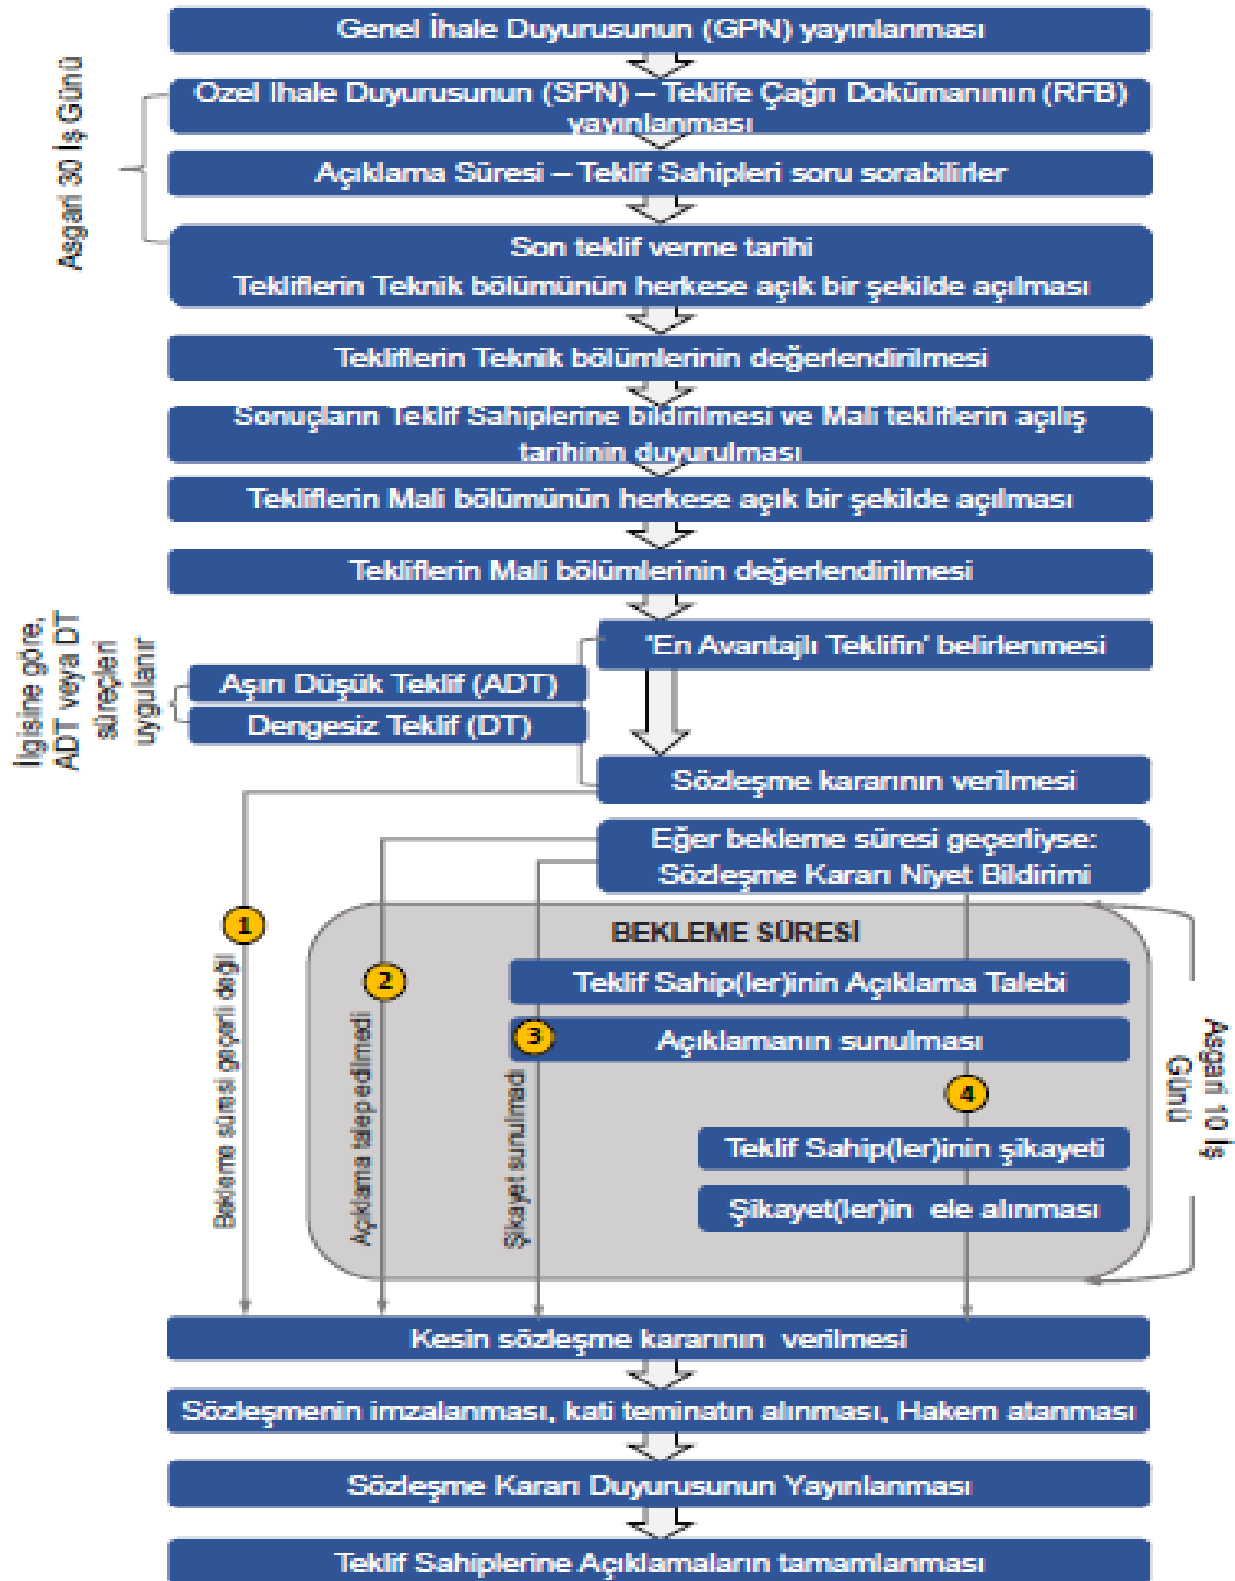 Genel İhale Duyurusunun (GPN) yayınlanması
Asgari 30 İş Günü
Özel İhale Duyurusunun (SPN) – Teklife Çağrı Dokümanının (RFB)
yayınlanması
Açıklama Süresi – Teklif Sahipleri soru sorabilirler
Son teklif verme tarihi
Tekliflerin Teknik bölümünün herkese açık bir şekilde açılması
Tekliflerin Teknik bölümlerinin değerlendirilmesi
Sonuçların Teklif Sahiplerine bildirilmesi ve Mali tekliflerin açılış
tarihinin duyurulması
Tekliflerin Mali bölümünün herkese açık bir şekilde açılması
Tekliflerin Mali bölümlerinin değerlendirilmesi
'En Avantajlı Teklifin' belirlenmesi
İlgisine göre,
ADT veya DT
süreçleri
uygulanır
Aşırı Düşük Teklif (ADT)
Dengesiz Teklif (DT)
Sözleşme kararının verilmesi
Eğer bekleme süresi geçerliyse:
Sözleşme Kararı Niyet Bildirimi
BEKLEME SÜRESİ
1
Bekleme süresi geçerli değil
2
Açıklama talep edilmedi
3
Şikayet sunulmadı
4
Teklif Sahip(ler)inin Açıklama Talebi
Açıklamanın sunulması
Teklif Sahip(ler)inin şikayeti
Şikayet(ler)in ele alınması
Asgari 10 İş
Günü
Kesin sözleşme kararının verilmesi
Sözleşmenin imzalanması, kati teminatın alınması, Hakem atanması
Sözleşme Kararı Duyurusunun Yayınlanması
Teklif Sahiplerine Açıklamaların tamamlanması